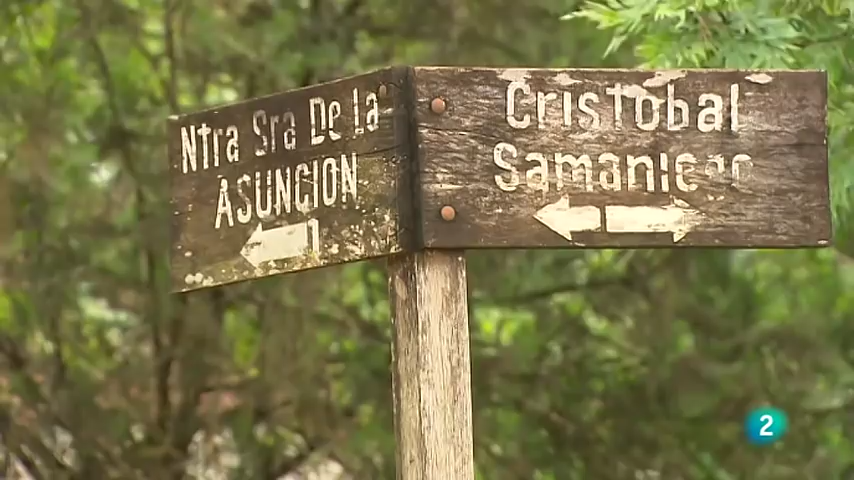 Ntra Sra De La
ASUNCION
Cristobal
Samaniego
2